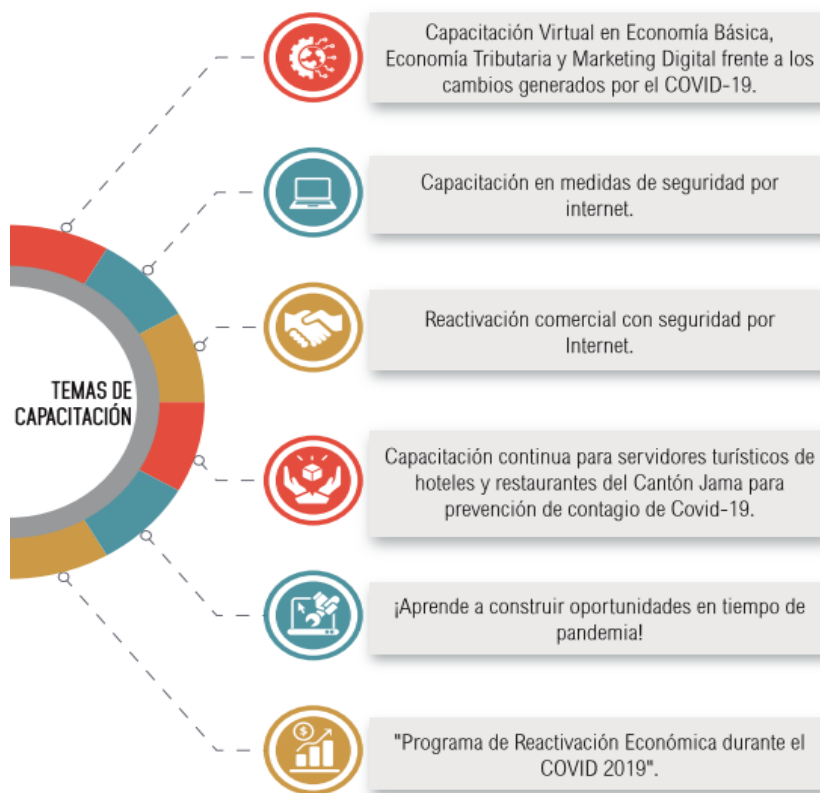 Capacitación Virtual en Economía Básica,
Economía Tributaria y Marketing Digital frente a los
cambios generados por el COVID-19.
Capacitación en medidas de seguridad por
internet.
Reactivación comercial con seguridad por
Internet.
TEMAS DE
CAPACITACIÓN
Capacitación continua para servidores turísticos de
hoteles y restaurantes del Cantón Jama para
prevención de contagio de Covid-19.
¡Aprende a construir oportunidades en tiempo de
pandemia!
"Programa de Reactivación Económica durante el
COVID 2019".